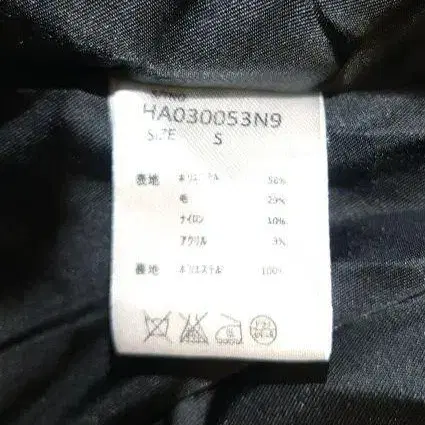 HA030053N9
SIZE S
表地 ポリエステル 56%
毛 29%
ナイロン 10%
アクリル 3%
裏地 ポリエステル 100%